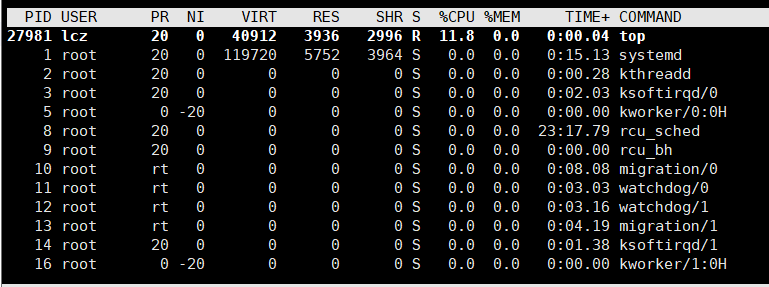 PID USER PR NI VIRT RES SHR S %CPU %MEM TIME+ COMMAND
27981 lcz 20 0 40912 3936 2996 R 11.8 0.0 0:00.04 top
1 root 20 0 119720 5752 3964 S 0.0 0.0 0:15.13 systemd
2 root 20 0 0 0 0 S 0.0 0.0 0:00.28 kthreadd
3 root 20 0 0 0 0 S 0.0 0.0 0:02.03 ksoftirqd/0
5 root 0 -20 0 0 0 S 0.0 0.0 0:00.00 kworker/0:0H
8 root 20 0 0 0 0 S 0.0 0.0 23:17.79 rcu_sched
9 root 20 0 0 0 0 S 0.0 0.0 0:00.00 rcu_bh
10 root rt 0 0 0 0 S 0.0 0.0 0:08.08 migration/0
11 root rt 0 0 0 0 S 0.0 0.0 0:03.03 watchdog/0
12 root rt 0 0 0 0 S 0.0 0.0 0:03.16 watchdog/1
13 root rt 0 0 0 0 S 0.0 0.0 0:04.19 migration/1
14 root 20 0 0 0 0 S 0.0 0.0 0:01.38 ksoftirqd/1
16 root 0 -20 0 0 0 S 0.0 0.0 0:00.00 kworker/1:0H